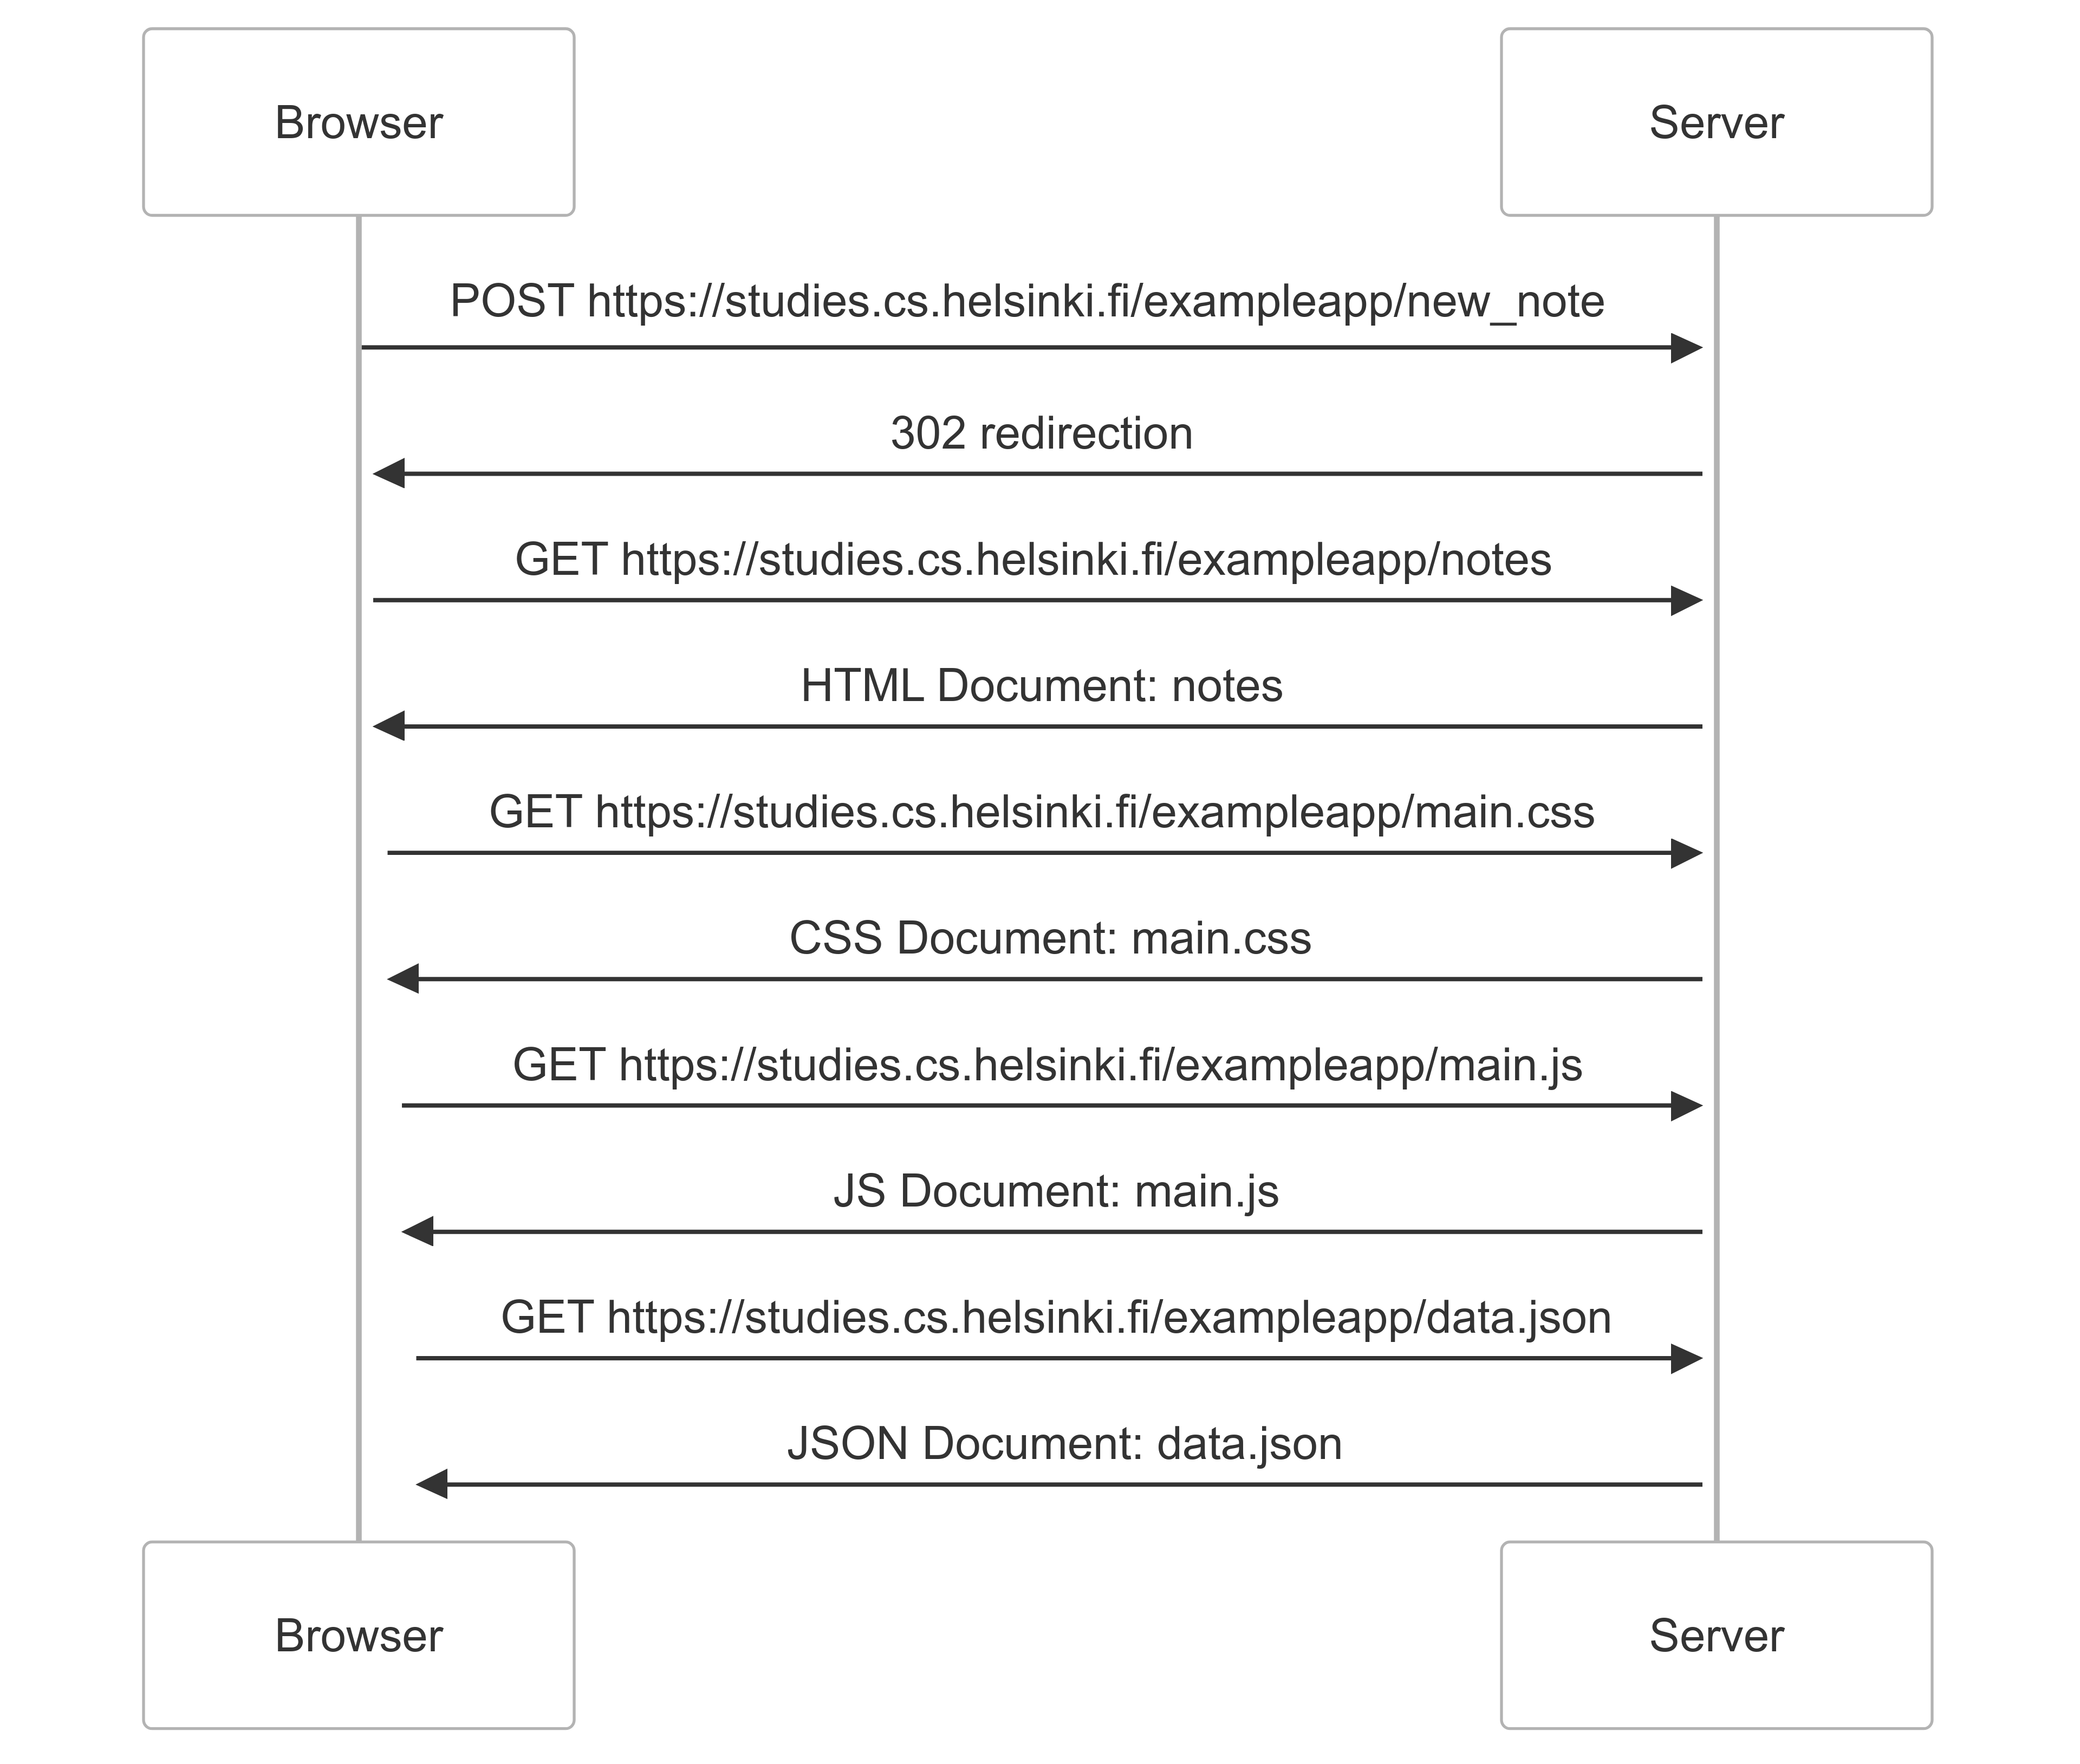 Browser
Server
POST https://studies.cs.helsinki.fi/exampleapp/new_note
302 redirection
GET https://studies.cs.helsinki.fi/exampleapp/notes
HTML Document: notes
GET https://studies.cs.helsinki.fi/exampleapp/main.css
CSS Document: main.css
GET https://studies.cs.helsinki.fi/exampleapp/main.js
JS Document: main.js
GET https://studies.cs.helsinki.fi/exampleapp/data.json
JSON Document: data.json
Browser
Server